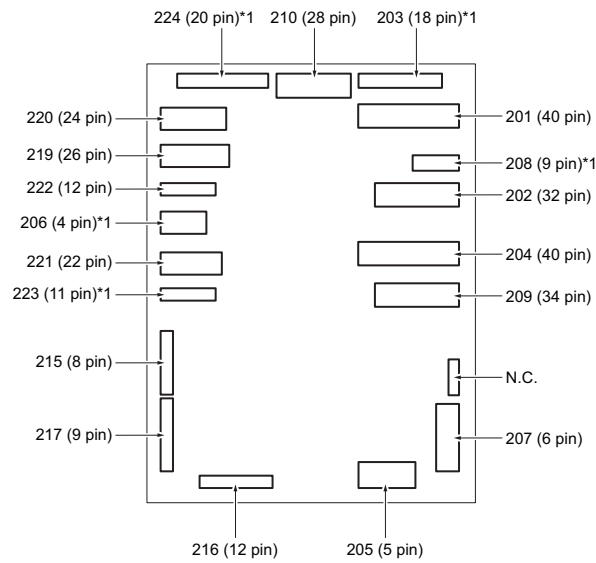 224 (20 pin)*1 210 (28 pin) 203 (18 pin)*1
220 (24 pin)
219 (26 pin)
222 (12 pin)
206 (4 pin)*1
221 (22 pin)
223 (11 pin)*1
215 (8 pin)
217 (9 pin)
201 (40 pin)
208 (9 pin)*1
202 (32 pin)
204 (40 pin)
209 (34 pin)
N.C.
207 (6 pin)
216 (12 pin) 205 (5 pin)